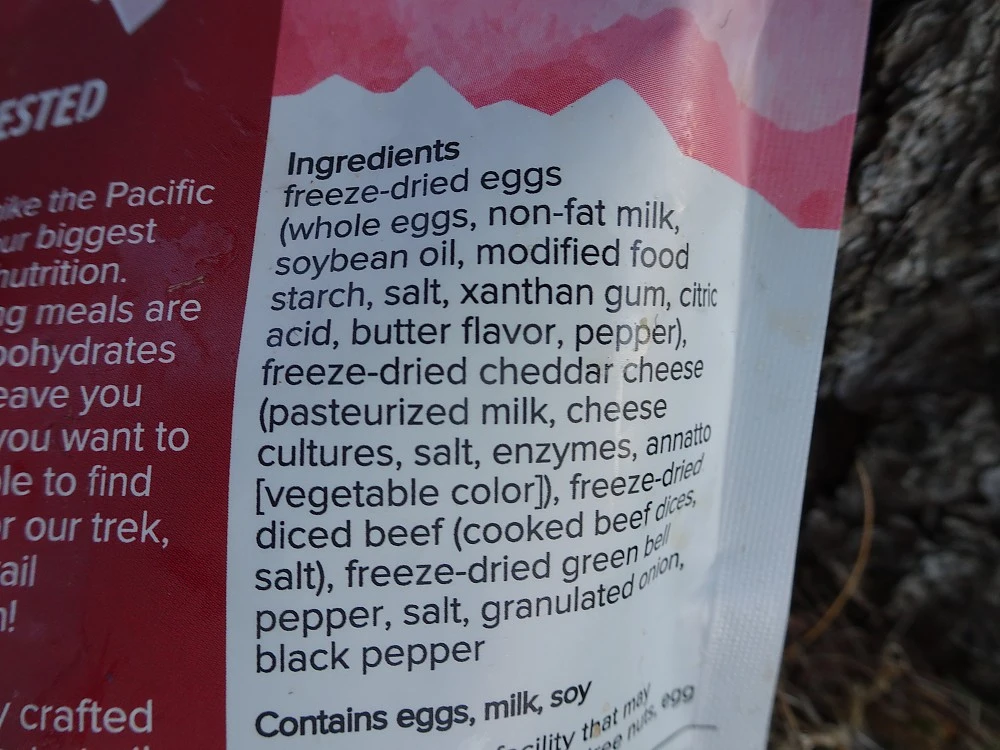 ESTED
ike the Pacific
ur biggest
nutrition.
g meals are
bohydrates
eave you
you want to
le to find
r our trek,
ail
n!
y crafted
Ingredients
freeze-dried eggs
(whole eggs, non-fat milk,
soybean oil, modified food
starch, salt, xanthan gum, citric
acid, butter flavor, pepper),
freeze-dried cheddar cheese
(pasteurized milk, cheese
cultures, salt, enzymes, annatto
[vegetable color]), freeze-dried
diced beef (cooked beef dices,
salt), freeze-dried green bell
pepper, salt, granulated onion,
black pepper
Contains eggs, milk, soy
facility that may
ree nuts, egg